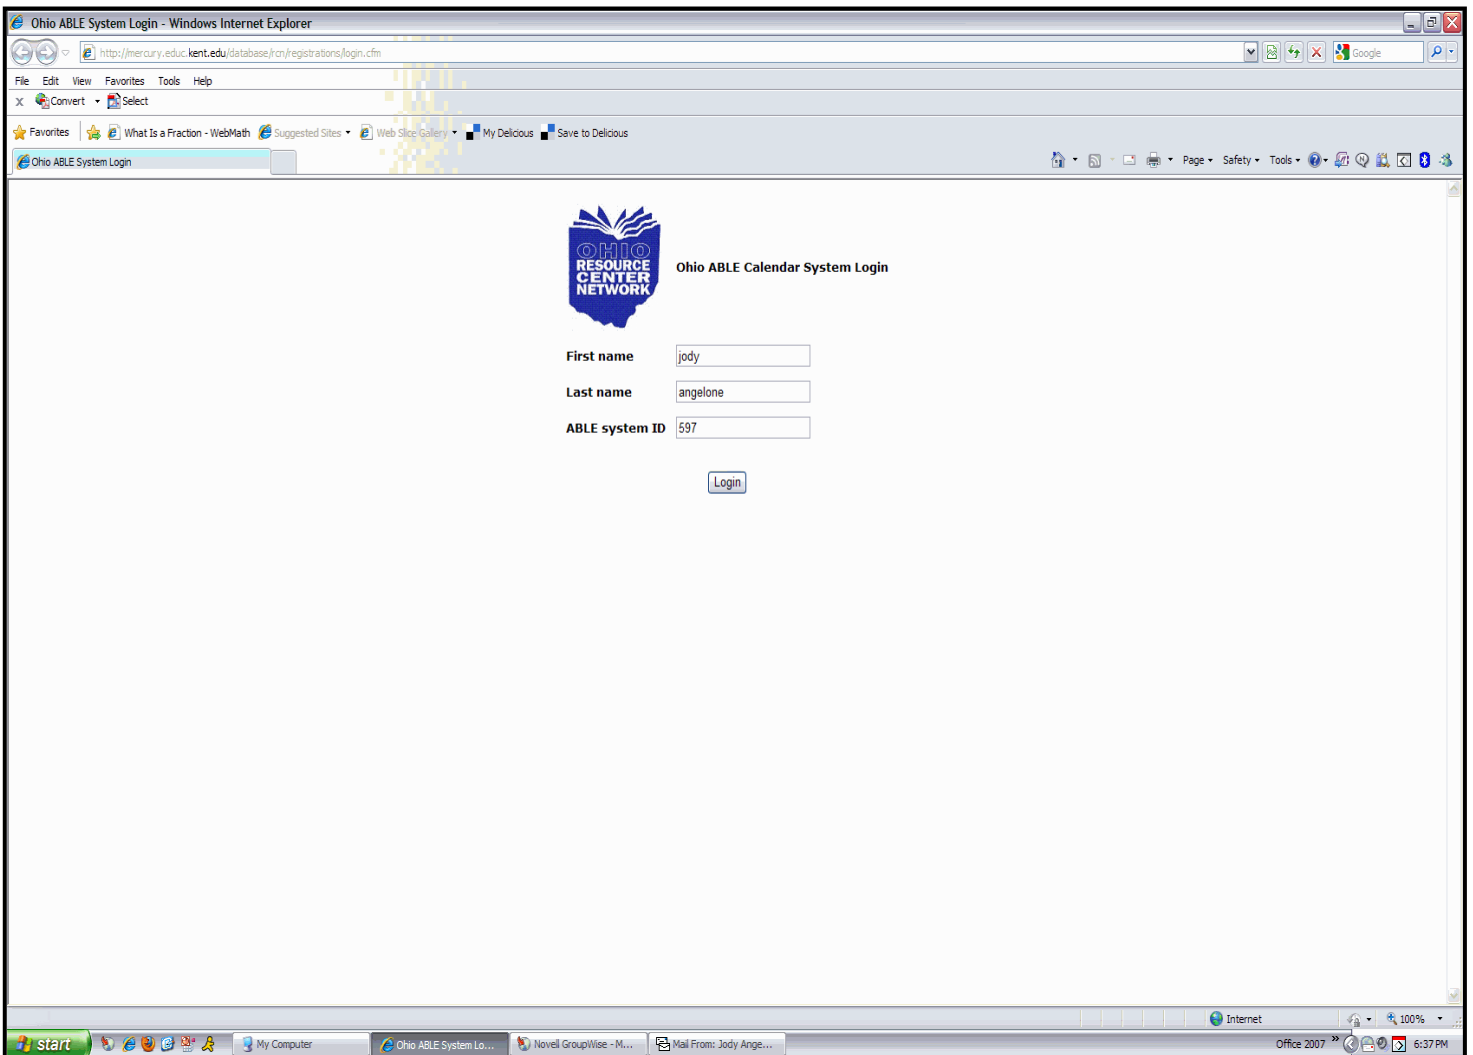 Ohio ABLE System Login - Windows Internet Explorer
http://mercury.educ.kent.edu/database/rcn/registrations/login.cfm
Google
File Edit View Favorites Tools Help
x Convert Select
Favorites What Is a Fraction - WebMath Suggested Sites Web Slice Gallery My Delicious Save to Delicious
Ohio ABLE System Login
Page Safety Tools
OHIO
RESOURCE
CENTER
NETWORK
Ohio ABLE Calendar System Login
First name jody
Last name angelone
ABLE system ID 597
Login
Internet 100%
start My Computer Ohio ABLE System Lo... Novell GroupWise - M... Mail From: Jody Ange... Office 2007 » 6:37 PM